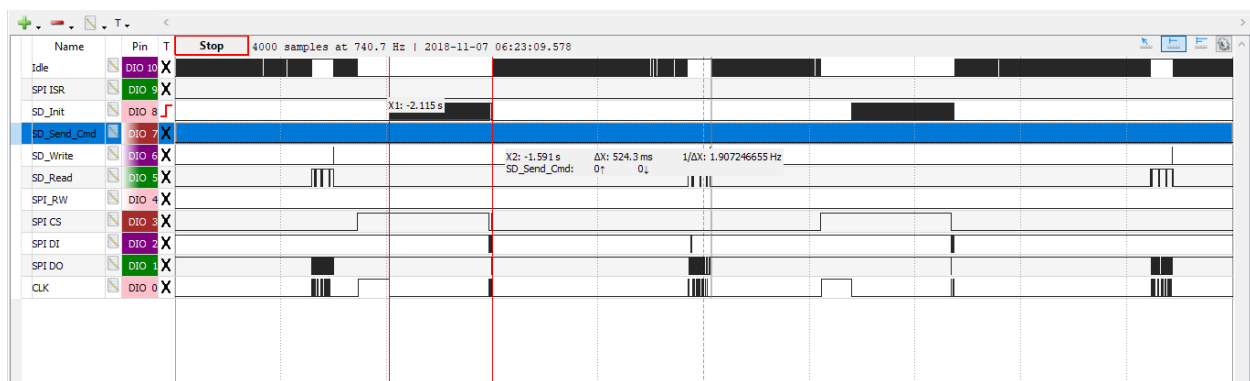 T
Name Pin T Stop 4000 samples at 740.7 Hz | 2018-11-07 06:23:09.578
Idle DIO 10 X
SPI ISR DIO 9 X
SD_Init DIO 8 X1: -2.115 s
SD_Send_Cmd DIO 7 X
SD_Write DIO 6 X X2: -1.591 s ΔX: 524.3 ms 1/ΔX: 1.907246655 Hz
SD_Send_Cmd: 0↑ 0↓
SD_Read DIO 5 X
SPI_RW DIO 4 X
SPI CS DIO 3 X
SPI DI DIO 2 X
SPI DO DIO 1 X
CLK DIO 0 X